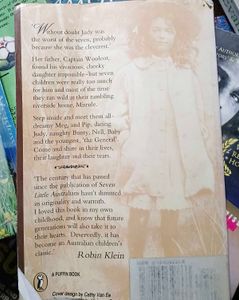 'Without doubt Judy was
the worst of the seven, probably
because she was the cleverest.'
Her father, Captain Woolcot,
found his vivacious, cheeky
daughter impossible – but seven
children were really too much
for him and most of the time
they ran wild at their rambling
riverside home, Misrule.
Step inside and meet them all –
dreamy Meg, and Pip, daring
Judy, naughty Bunty, Nell, Baby
and the youngest, 'the General'.
Come and share in their lives,
their laughter and their tears.
'The century that has passed
since the publication of Seven
Little Australians hasn't dimmed
its originality and warmth.
I loved this book in my own
childhood, and know that future
generations will also take it to
their hearts. Deservedly, it has
become an Australian children's
classic.'
Robin Klein
A PUFFIN BOOK
Cover design by Cathy Van Ee